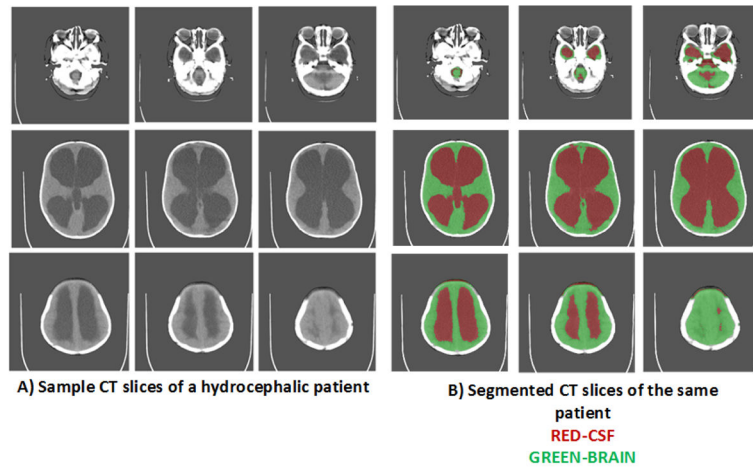 A) Sample CT slices of a hydrocephalic patient
B) Segmented CT slices of the same
patient
RED-CSF
GREEN-BRAIN